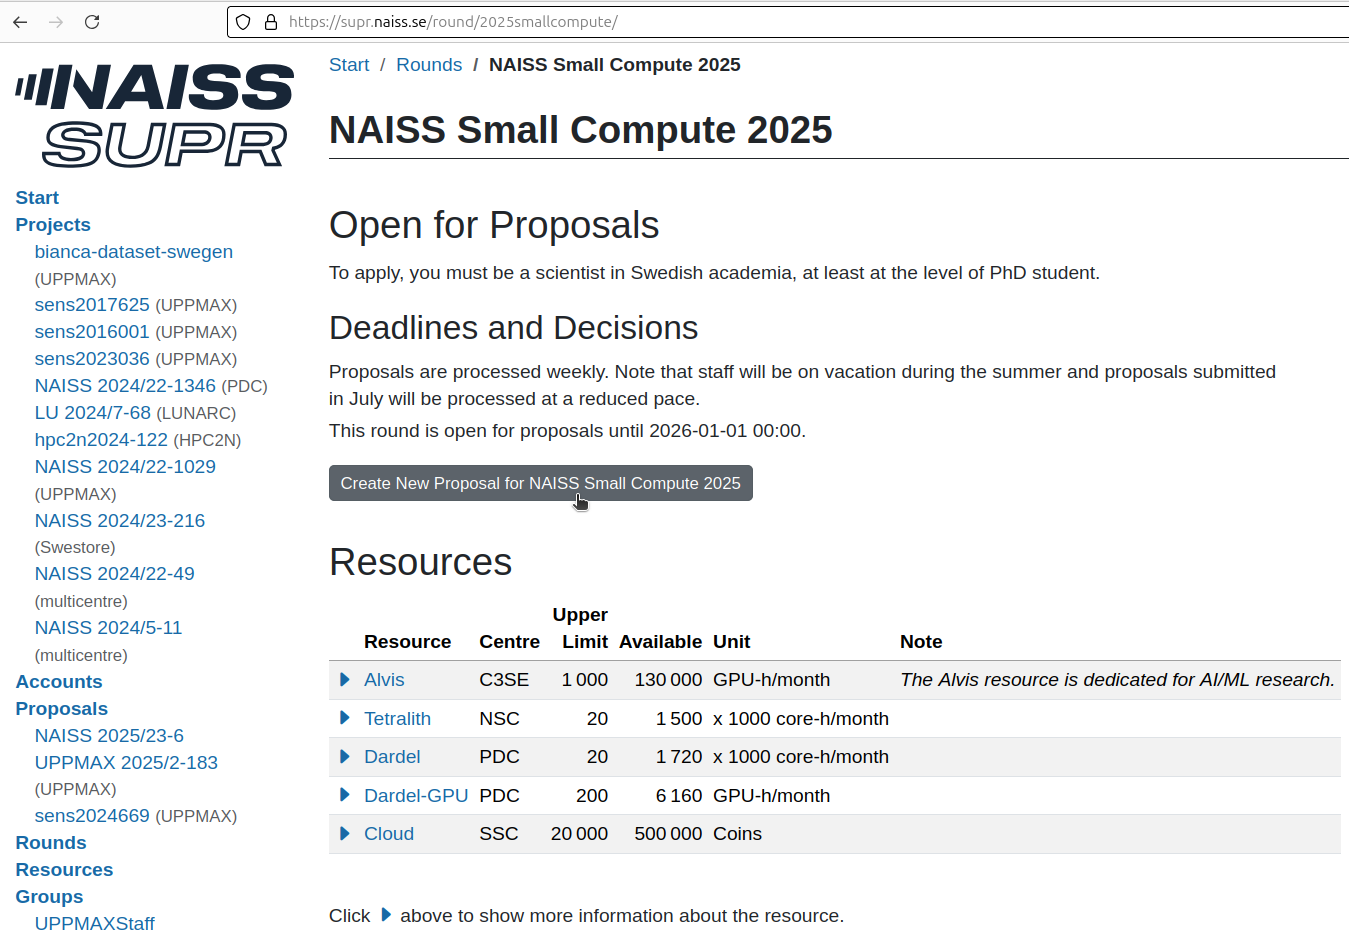 https://supr.naiss.se/round/2025smallcompute/
NAISS
SUPR
Start
Projects
bianca-dataset-swegen
(UPPMAX)
sens2017625 (UPPMAX)
sens2016001 (UPPMAX)
sens2023036 (UPPMAX)
NAISS 2024/22-1346 (PDC)
LU 2024/7-68 (LUNARC)
hpc2n2024-122 (HPC2N)
NAISS 2024/22-1029
(UPPMAX)
NAISS 2024/23-216
(Swestore)
NAISS 2024/22-49
(multicentre)
NAISS 2024/5-11
(multicentre)
Accounts
Proposals
NAISS 2025/23-6
UPPMAX 2025/2-183
(UPPMAX)
sens2024669 (UPPMAX)
Rounds
Resources
Groups
UPPMAXStaff
Start / Rounds / NAISS Small Compute 2025
NAISS Small Compute 2025
Open for Proposals
To apply, you must be a scientist in Swedish academia, at least at the level of PhD student.
Deadlines and Decisions
Proposals are processed weekly. Note that staff will be on vacation during the summer and proposals submitted
in July will be processed at a reduced pace.
This round is open for proposals until 2026-01-01 00:00.
Create New Proposal for NAISS Small Compute 2025
Resources
Upper
Resource Centre Limit Available Unit Note
Alvis C3SE 1 000 130 000 GPU-h/month The Alvis resource is dedicated for AI/ML research.
Tetralith NSC 20 1 500 x 1000 core-h/month
Dardel PDC 20 1 720 x 1000 core-h/month
Dardel-GPU PDC 200 6 160 GPU-h/month
Cloud SSC 20 000 500 000 Coins
Click above to show more information about the resource.